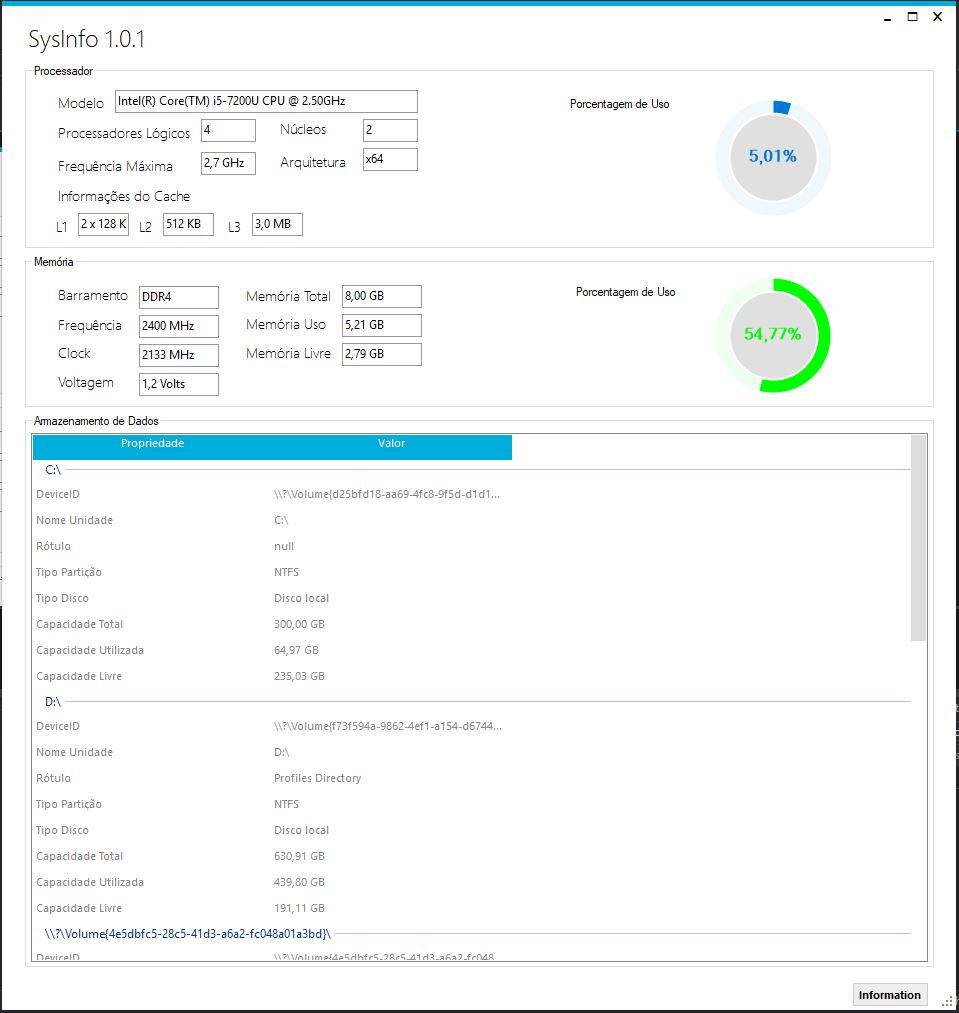 SysInfo 1.0.1
Processador
Modelo Intel(R) Core(TM) i5-7200U CPU @ 2.50GHz
Porcentagem de Uso
Processadores Lógicos 4 Núcleos 2
Frequência Máxima 2,7 GHz Arquitetura x64
5,01%
Informações do Cache
L1 2 x 128 K L2 512 KB L3 3,0 MB
Memória
Barramento DDR4 Memória Total 8,00 GB
Porcentagem de Uso
Frequência 2400 MHz Memória Uso 5,21 GB
54,77%
Clock 2133 MHz Memória Livre 2,79 GB
Voltagem 1,2 Volts
Armazenamento de Dados
Propriedade Valor
C:\
DeviceID \\?\Volume{d25bfd18-aa69-4fc8-9f5d-d1d1...
Nome Unidade C:\
Rótulo null
Tipo Partição NTFS
Tipo Disco Disco local
Capacidade Total 300,00 GB
Capacidade Utilizada 64,97 GB
Capacidade Livre 235,03 GB
D:\
DeviceID \\?\Volume{f73f594a-9862-4ef1-a154-d6744...
Nome Unidade D:\
Rótulo Profiles Directory
Tipo Partição NTFS
Tipo Disco Disco local
Capacidade Total 630,91 GB
Capacidade Utilizada 439,80 GB
Capacidade Livre 191,11 GB
\\?\Volume{4e5dbfc5-28c5-41d3-a6a2-fc048a01a3bd}\
DeviceID \\?\Volume{4e5dbfc5-28c5-41d3-a6a2-fc048...
Information